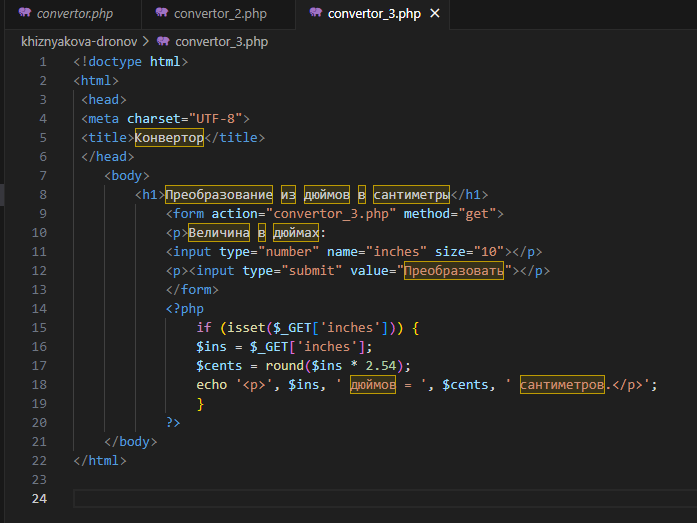 convertor.php convertor_2.php convertor_3.php
khiznyakova-dronov > convertor_3.php
1 <!doctype html>
2 <html>
3 <head>
4 <meta charset="UTF-8">
5 <title>Конвертор</title>
6 </head>
7 <body>
8 <h1>Преобразование из дюймов в сантиметры</h1>
9 <form action="convertor_3.php" method="get">
10 <p>Величина в дюймах:
11 <input type="number" name="inches" size="10"></p>
12 <p><input type="submit" value="Преобразовать"></p>
13 </form>
14 <?php
15 if (isset($_GET['inches'])) {
16 $ins = $_GET['inches'];
17 $cents = round($ins * 2.54);
18 echo '<p>', $ins, ' дюймов = ', $cents, ' сантиметров.</p>';
19 }
20 ?>
21 </body>
22 </html>
23
24